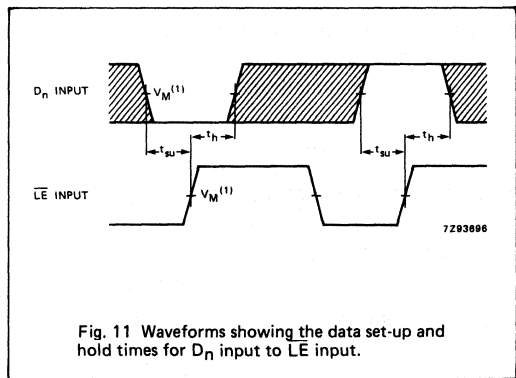 Dn INPUT
VM(1)
tsu
th
tsu
th
LE INPUT
VM(1)
7Z93696
Fig. 11 Waveforms showing the data set-up and
hold times for Dn input to LE input.